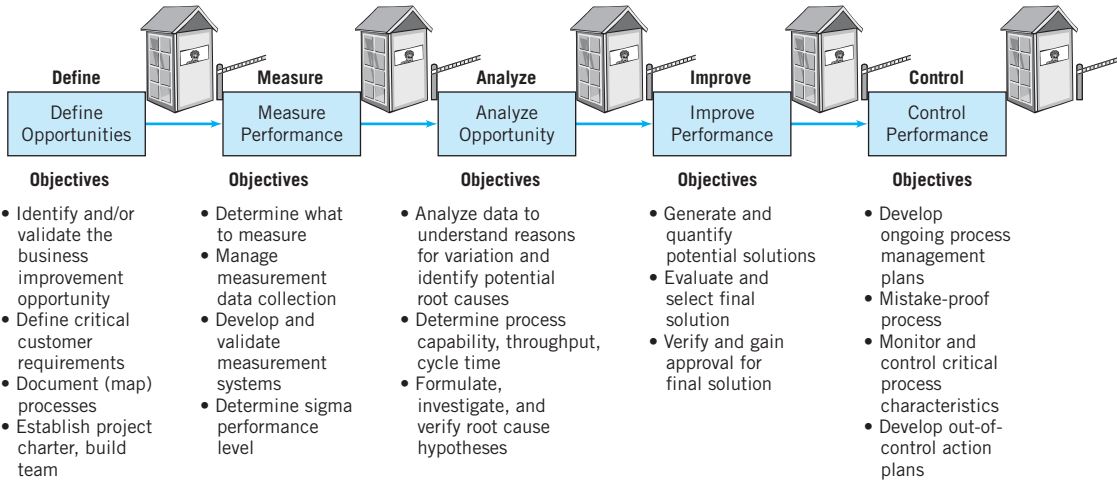 Define
Define
Opportunities
Objectives
• Identify and/or
validate the
business
improvement
opportunity
• Define critical
customer
requirements
• Document (map)
processes
• Establish project
charter, build
team
Measure
Measure
Performance
Objectives
• Determine what
to measure
• Manage
measurement
data collection
• Develop and
validate
measurement
systems
• Determine sigma
performance
level
Analyze
Analyze
Opportunity
Objectives
• Analyze data to
understand reasons
for variation and
identify potential
root causes
• Determine process
capability, throughput,
cycle time
• Formulate,
investigate, and
verify root cause
hypotheses
Improve
Improve
Performance
Objectives
• Generate and
quantify
potential solutions
• Evaluate and
select final
solution
• Verify and gain
approval for
final solution
Control
Control
Performance
Objectives
• Develop
ongoing process
management
plans
• Mistake-proof
process
• Monitor and
control critical
process
characteristics
• Develop out-of-
control action
plans